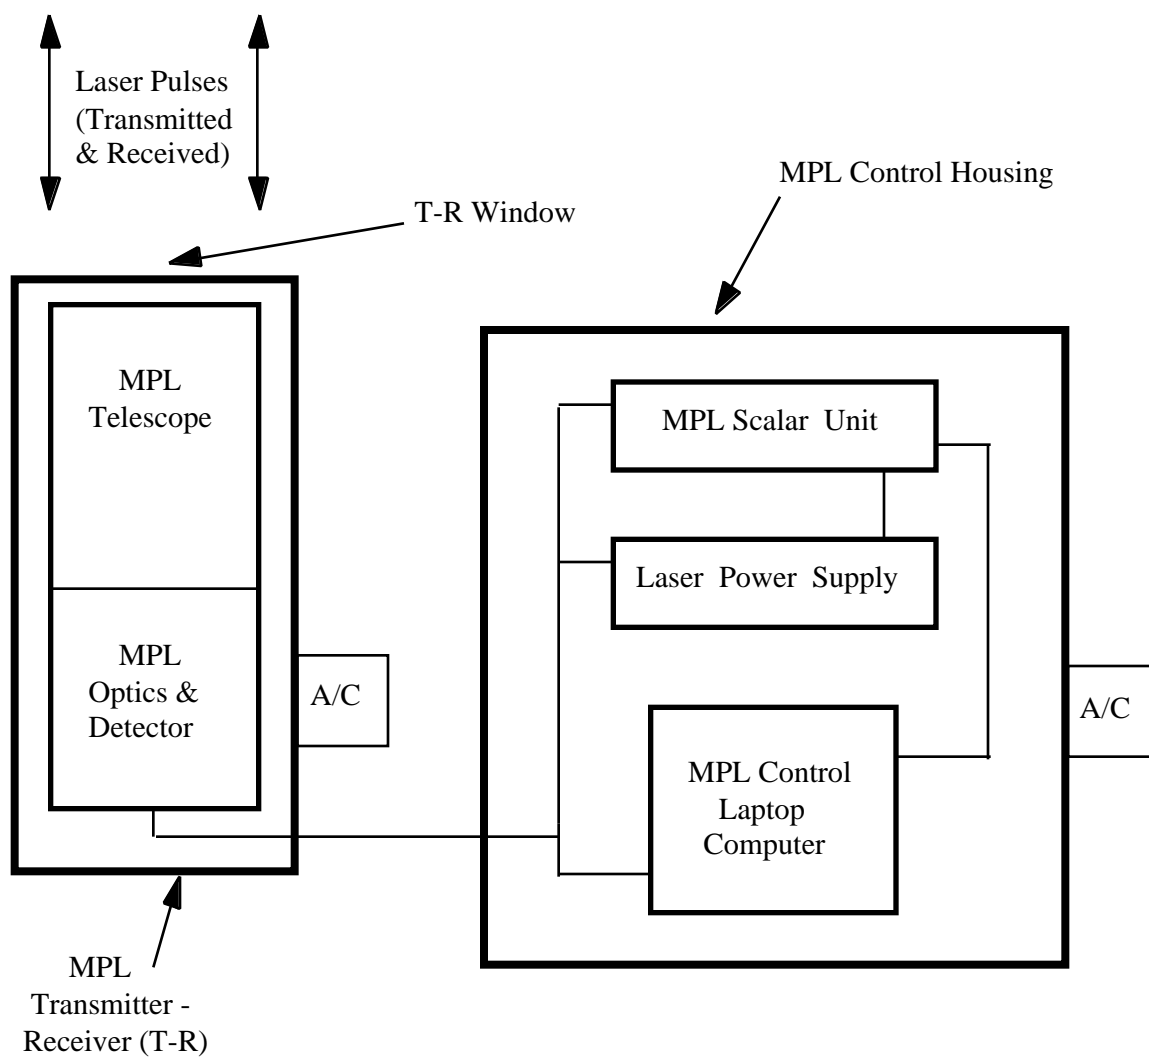 Laser Pulses
(Transmitted
& Received)
MPL Control Housing
T-R Window
MPL
Telescope
MPL Scalar Unit
Laser Power Supply
MPL
Optics &
Detector
A/C
A/C
MPL Control
Laptop
Computer
MPL
Transmitter -
Receiver (T-R)